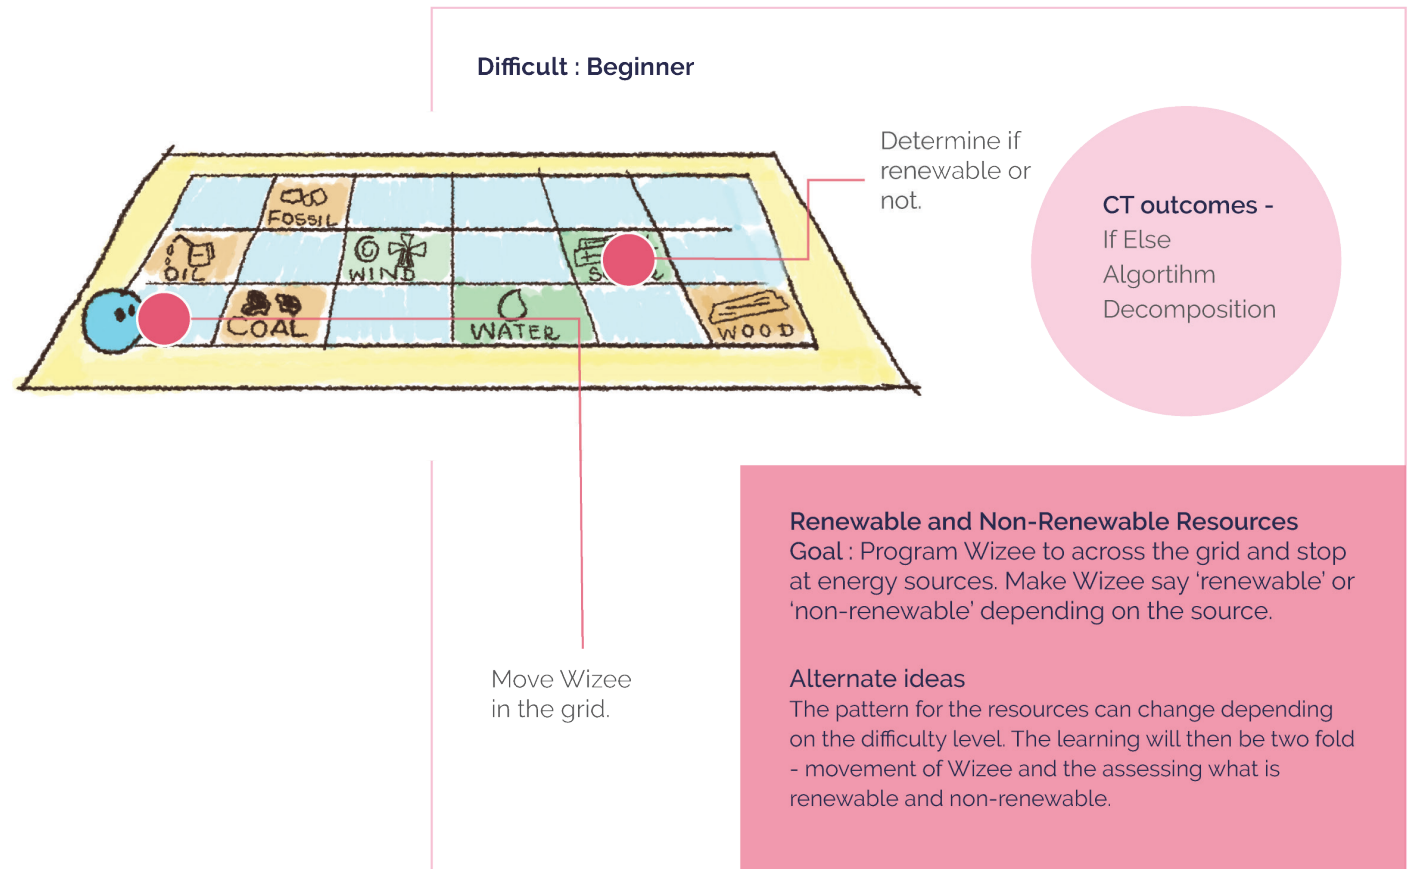 Difficult : Beginner
Determine if
renewable or
not.
CT outcomes -
If Else
Algortihm
Decomposition
FOSSIL
OIL
WIND
COAL
WATER
WOOD
Move Wizee
in the grid.
Renewable and Non-Renewable Resources
Goal : Program Wizee to across the grid and stop
at energy sources. Make Wizee say ‘renewable’ or
‘non-renewable’ depending on the source.
Alternate ideas
The pattern for the resources can change depending
on the difficulty level. The learning will then be two fold
- movement of Wizee and the assessing what is
renewable and non-renewable.